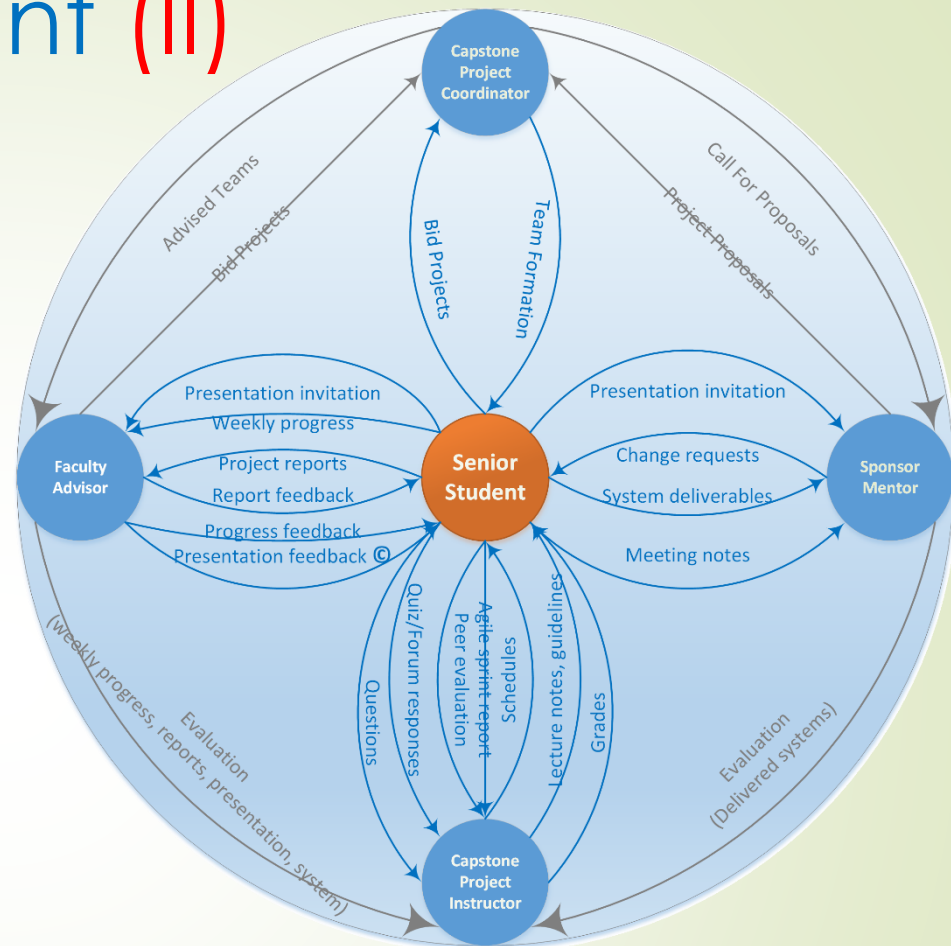 nt (II)
Capstone
Project
Coordinator
Advised Teams
Bid Projects
Call For Proposals
Project Proposals
Bid Projects
Team Formation
Presentation invitation
Weekly progress
Project reports
Report feedback
Progress feedback
Presentation feedback ©
Faculty
Advisor
Senior
Student
Presentation invitation
Change requests
System deliverables
Meeting notes
Sponsor
Mentor
Questions
Quiz/Forum responses
Peer evaluation
Agile sprint report
Schedules
Lecture notes, guidelines
Grades
Evaluation
(weekly progress, reports, presentation, system)
Evaluation
(Delivered systems)
Capstone
Project
Instructor